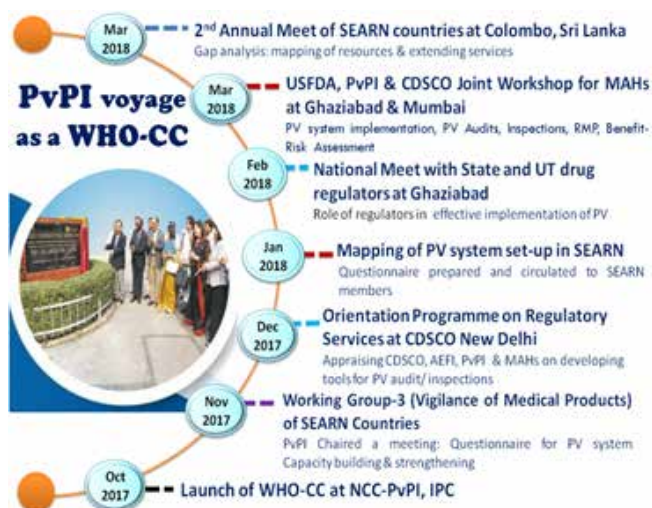 Mar
2018
2nd Annual Meet of SEARN countries at Colombo, Sri Lanka
Gap analysis: mapping of resources & extending services
PvPI voyage
as a WHO-CC
Mar
2018
USFDA, PvPI & CDSCO Joint Workshop for MAHs
at Ghaziabad & Mumbai
PV system implementation, PV Audits, Inspections, RMP, Benefit-
Risk Assessment
Feb
2018
National Meet with State and UT drug
regulators at Ghaziabad
Role of regulators in effective implementation of PV
Jan
2018
Mapping of PV system set-up in SEARN
Questionnaire prepared and circulated to SEARN
members
Dec
2017
Orientation Programme on Regulatory
Services at CDSCO New Delhi
Appraising CDSCO, AEFI, PvPI & MAHs on developing
tools for PV audit/ inspections
Nov
2017
Working Group-3 (Vigilance of Medical Products)
of SEARN Countries
PvPI Chaired a meeting: Questionnaire for PV system
Capacity building & strengthening
Oct
2017
Launch of WHO-CC at NCC-PvPI, IPC